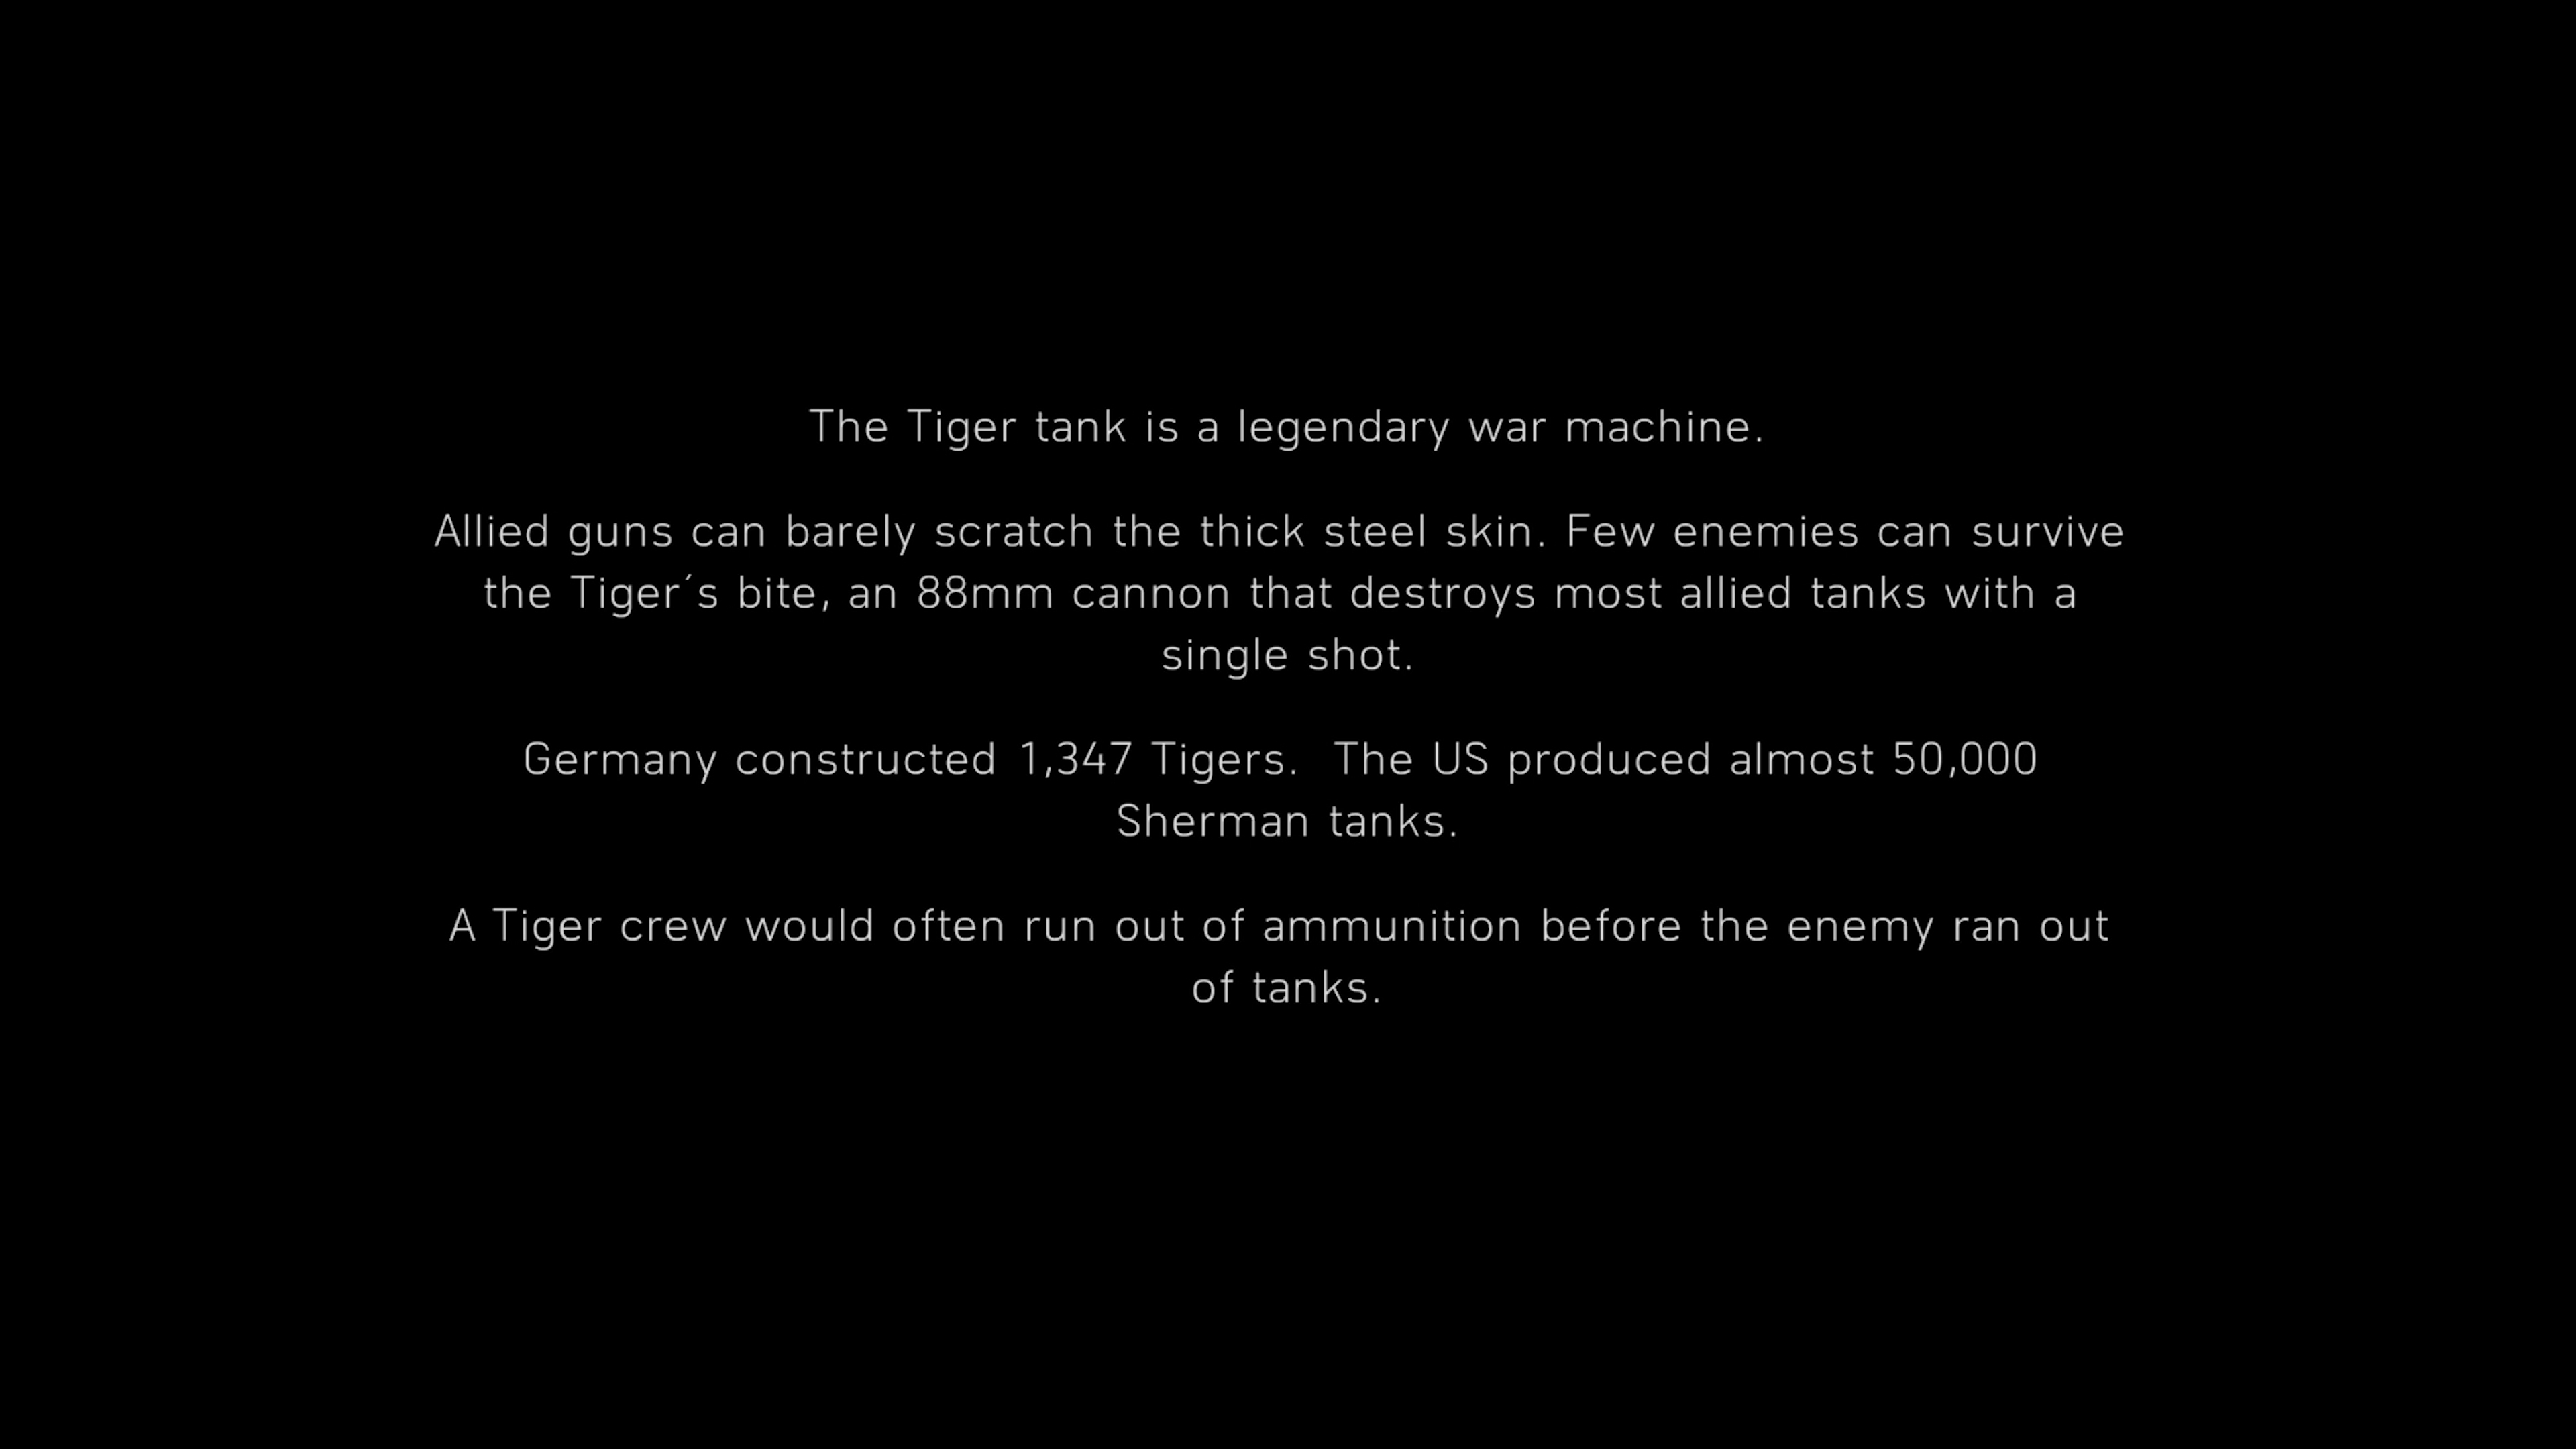 The Tiger tank is a legendary war machine.
Allied guns can barely scratch the thick steel skin. Few enemies can survive
the Tiger´s bite, an 88mm cannon that destroys most allied tanks with a
single shot.
Germany constructed 1,347 Tigers.  The US produced almost 50,000
Sherman tanks.
A Tiger crew would often run out of ammunition before the enemy ran out
of tanks.